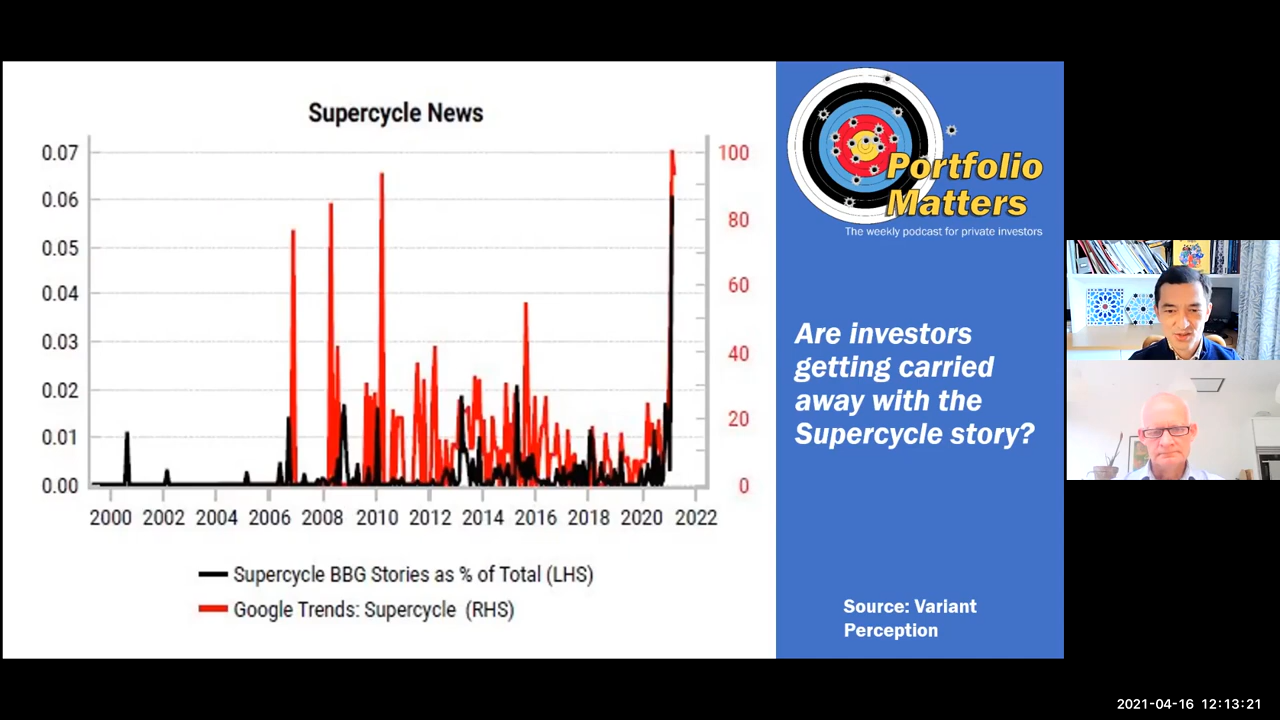 Supercycle News
0.07
0.06
0.05
0.04
0.03
0.02
0.01
0.00
100
80
60
40
20
0
2000 2002 2004 2006 2008 2010 2012 2014 2016 2018 2020 2022
Supercycle BBG Stories as % of Total (LHS)
Google Trends: Supercycle (RHS)
Portfolio
Matters
The weekly podcast for private investors
Are investors
getting carried
away with the
Supercycle story?
Source: Variant
Perception
2021-04-16 12:13:21